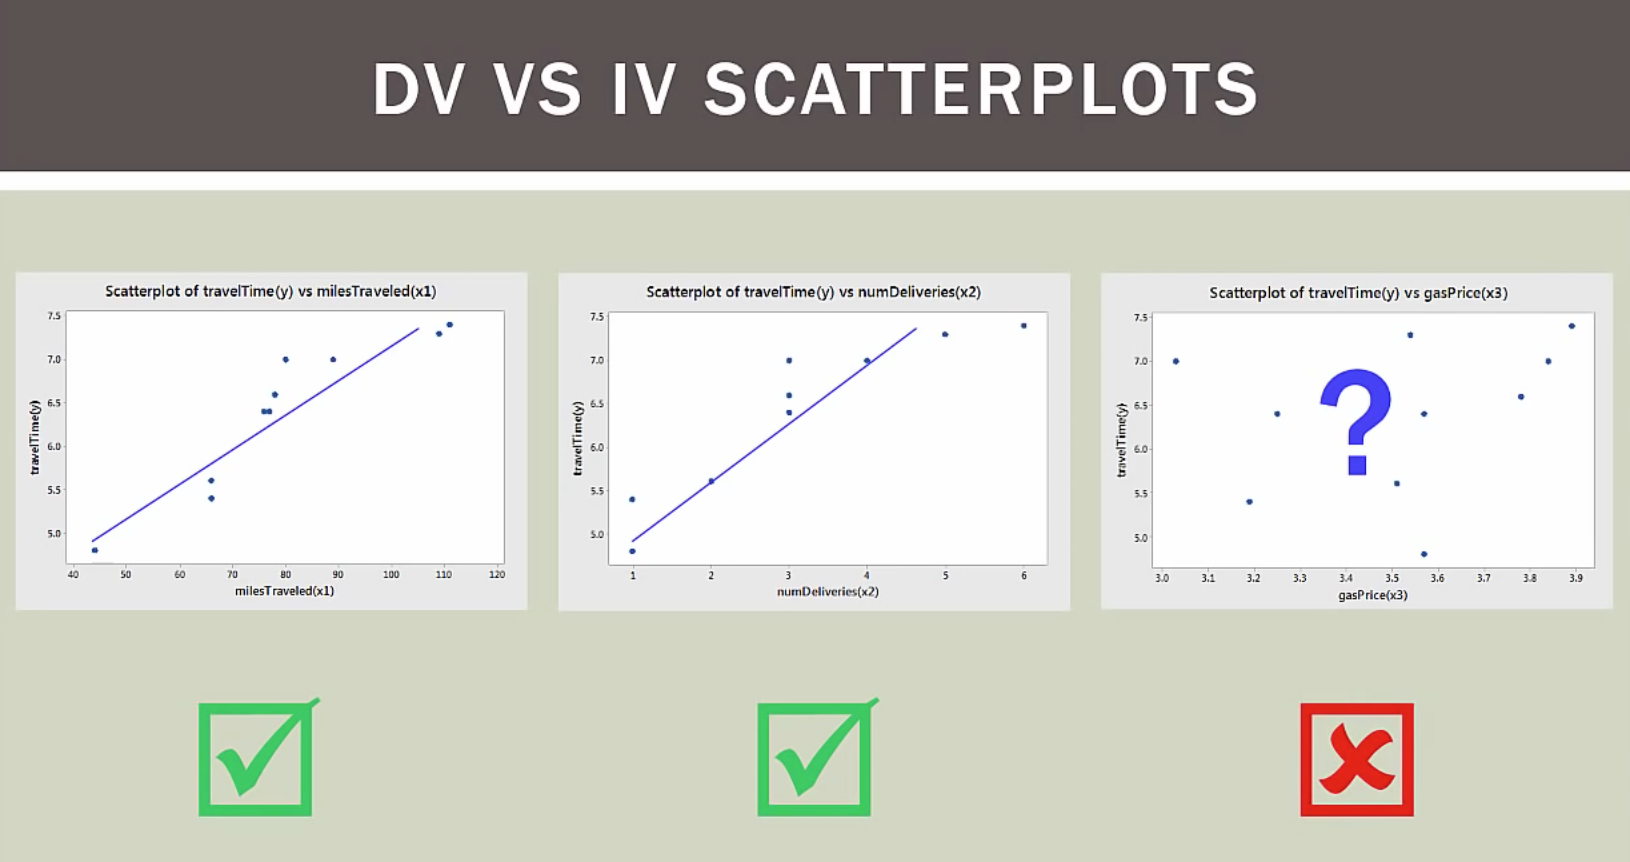 DV VS IV SCATTERPLOTS
Scatterplot of travelTime(y) vs milesTraveled(x1)
7.5
7.0
6.5
6.0
5.5
5.0
travelTime(y)
40 50 60 70 80 90 100 110 120
milesTraveled(x1)
Scatterplot of travelTime(y) vs numDeliveries(x2)
7.5
7.0
6.5
6.0
5.5
5.0
travelTime(y)
1 2 3 4 5 6
numDeliveries(x2)
Scatterplot of travelTime(y) vs gasPrice(x3)
7.5
7.0
6.5
6.0
5.5
5.0
travelTime(y)
?
3.0 3.1 3.2 3.3 3.4 3.5 3.6 3.7 3.8 3.9
gasPrice(x3)